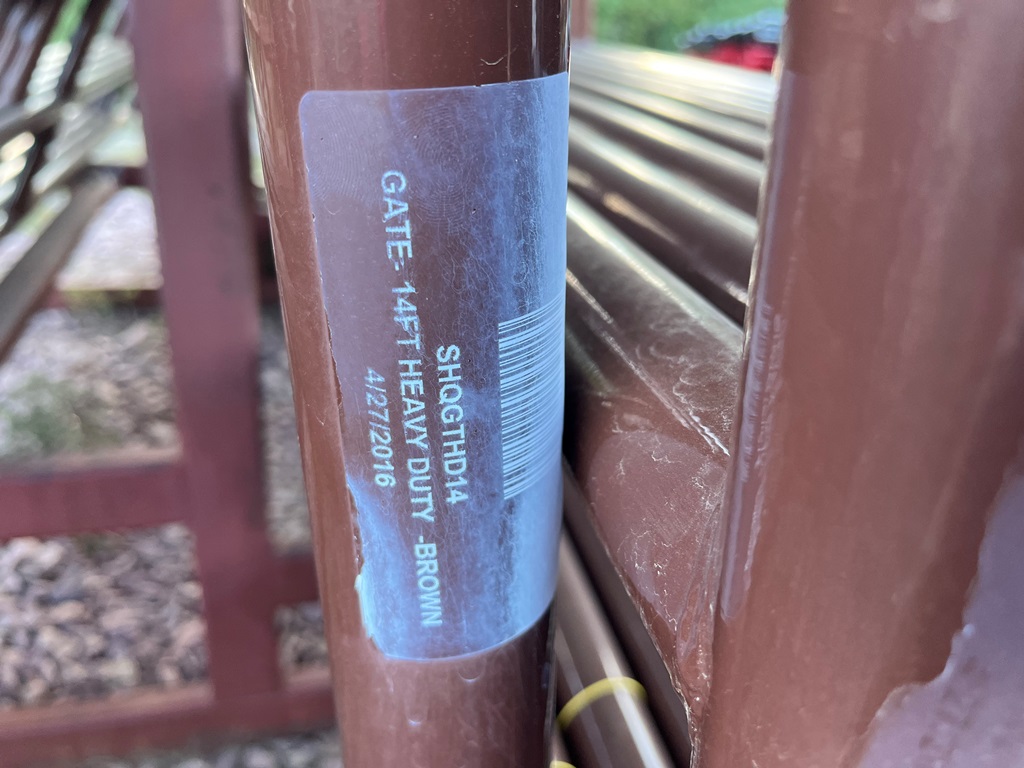 SHQGTHD14
GATE- 14FT HEAVY DUTY -BROWN
4/27/2016